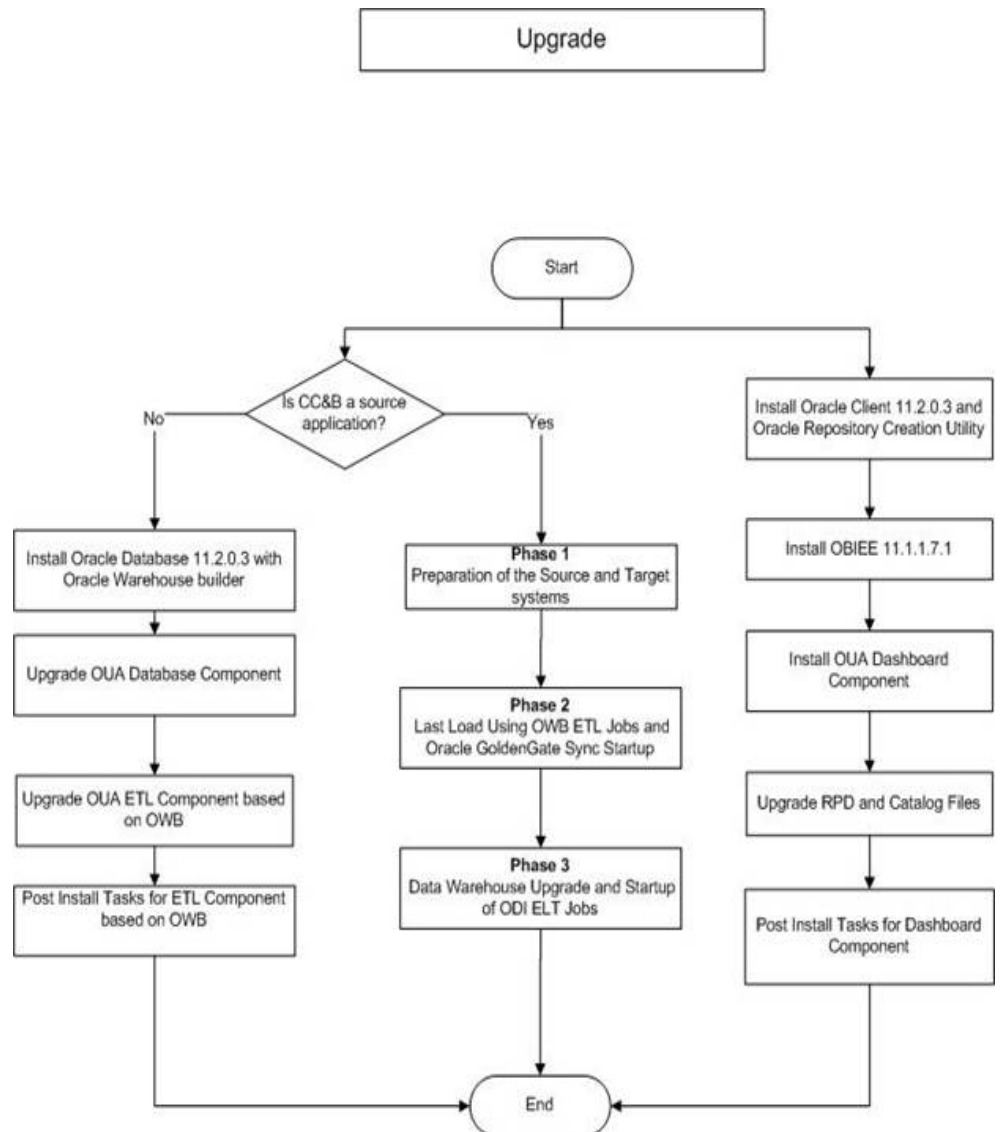 Upgrade
Start
Is CC&B a source
application?
No
Yes
Install Oracle Database 11.2.0.3 with
Oracle Warehouse builder
Upgrade OUA Database Component
Upgrade OUA ETL Component based
on OWB
Post Install Tasks for ETL Component
based on OWB
Phase 1
Preparation of the Source and Target
systems
Phase 2
Last Load Using OWB ETL Jobs and
Oracle GoldenGate Sync Startup
Phase 3
Data Warehouse Upgrade and Startup
of ODI ELT Jobs
Install Oracle Client 11.2.0.3 and
Oracle Repository Creation Utility
Install OBIEE 11.1.1.7.1
Install OUA Dashboard
Component
Upgrade RPD and Catalog Files
Post Install Tasks for Dashboard
Component
End